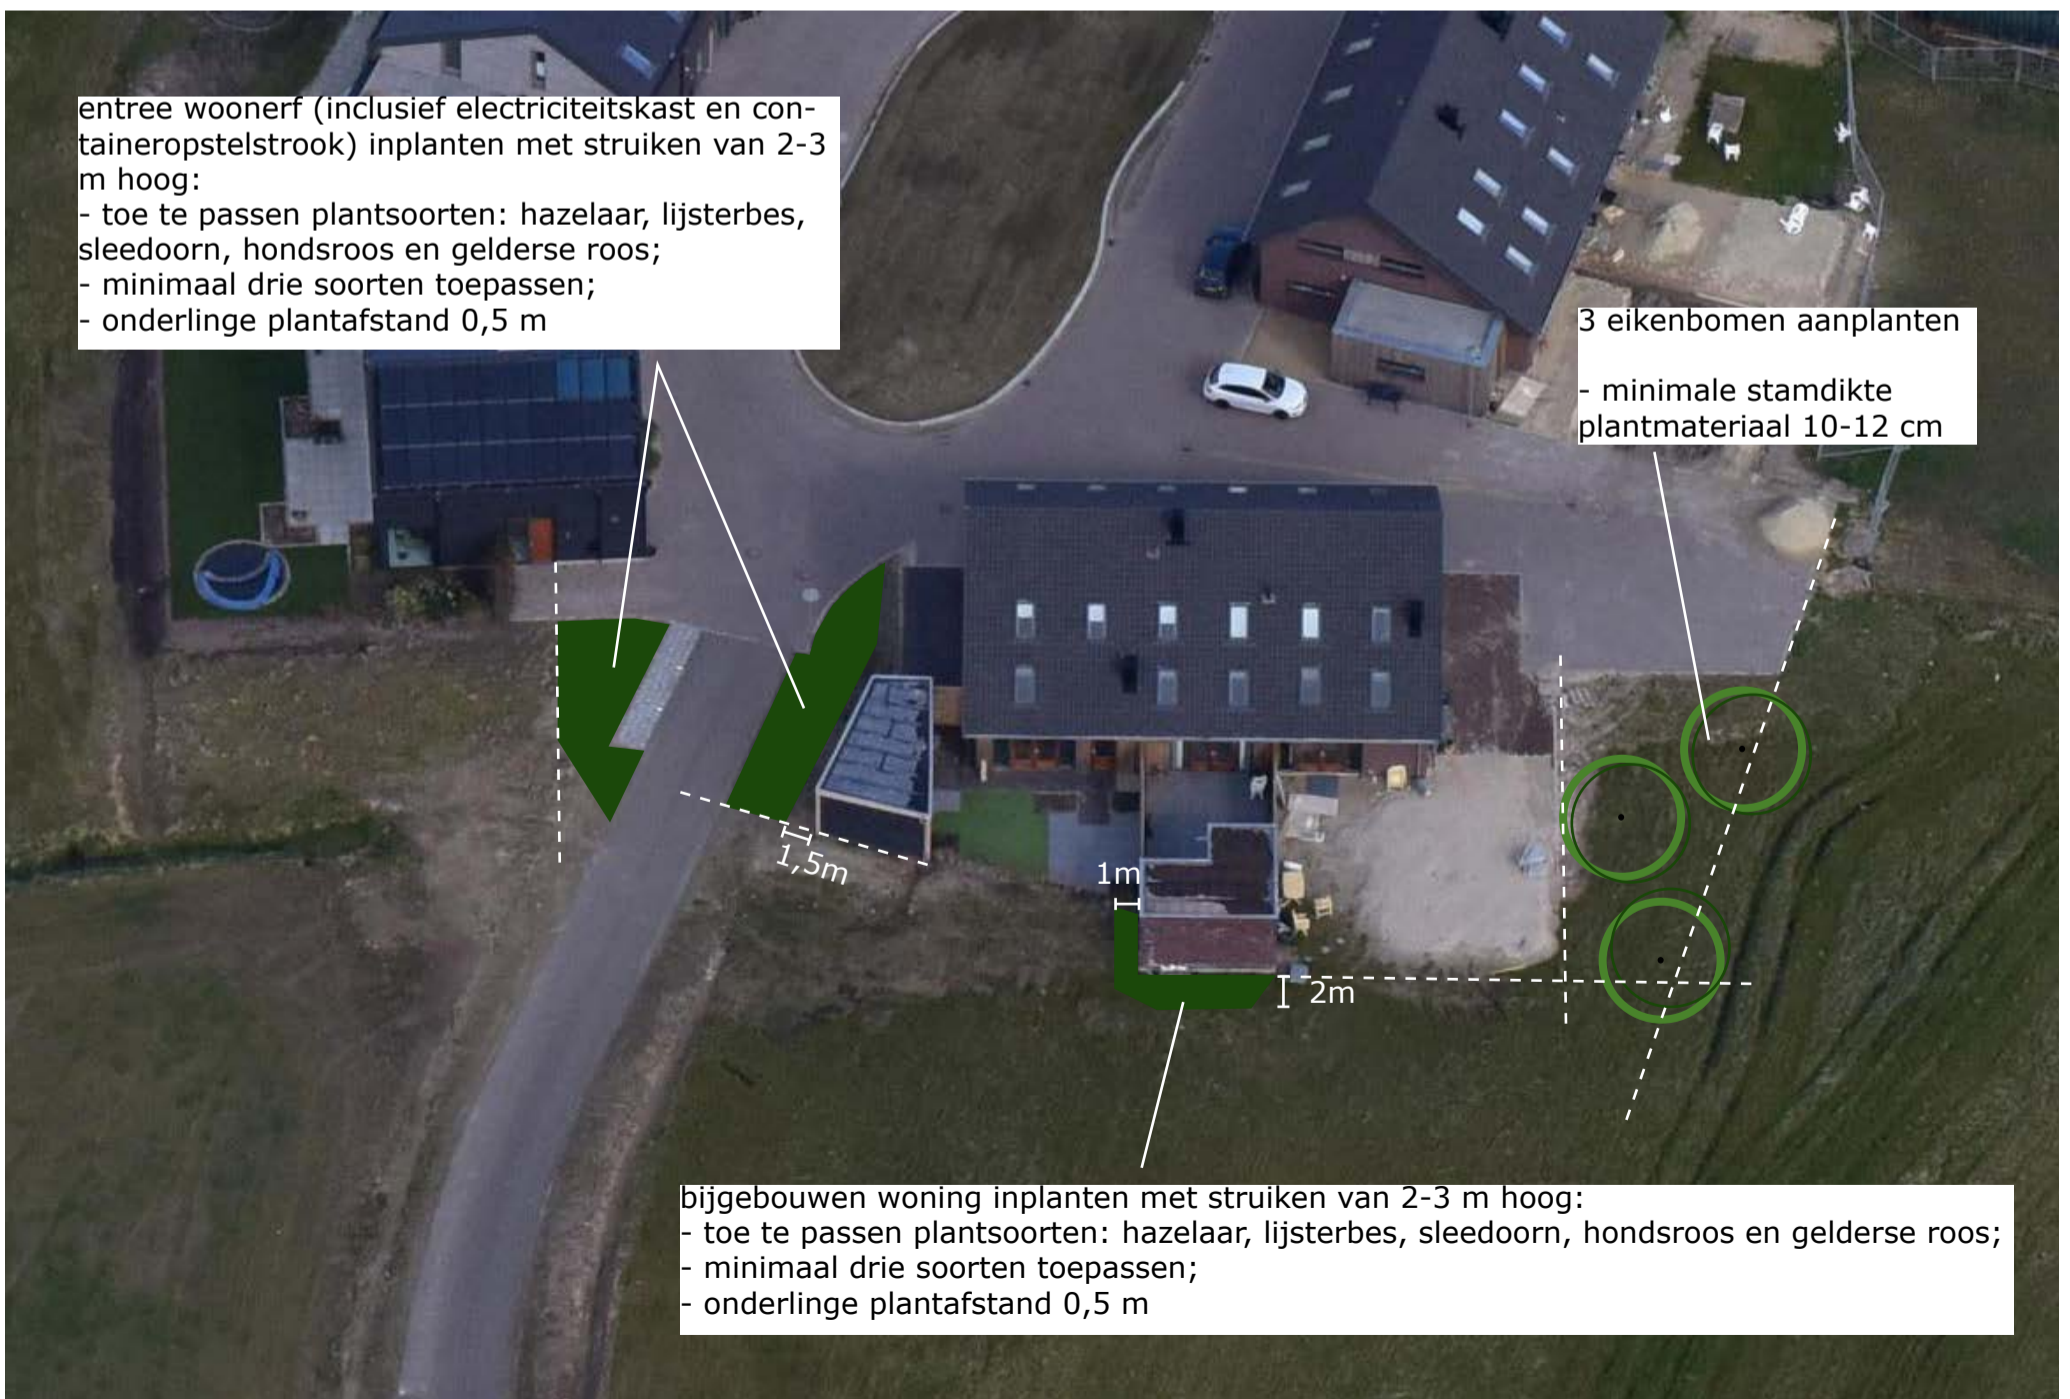 entree woonerf (inclusief electriciteitskast en con-
taineropstelstrook) inplanten met struiken van 2-3
m hoog:
- toe te passen plantsoorten: hazelaar, lijsterbes,
sleedoorn, hondsroos en gelderse roos;
- minimaal drie soorten toepassen;
- onderlinge plantafstand 0,5 m
3 eikenbomen aanplanten
- minimale stamdikte
plantmateriaal 10-12 cm
1,5m
1m
2m
bijgebouwen woning inplanten met struiken van 2-3 m hoog:
- toe te passen plantsoorten: hazelaar, lijsterbes, sleedoorn, hondsroos en gelderse roos;
- minimaal drie soorten toepassen;
- onderlinge plantafstand 0,5 m